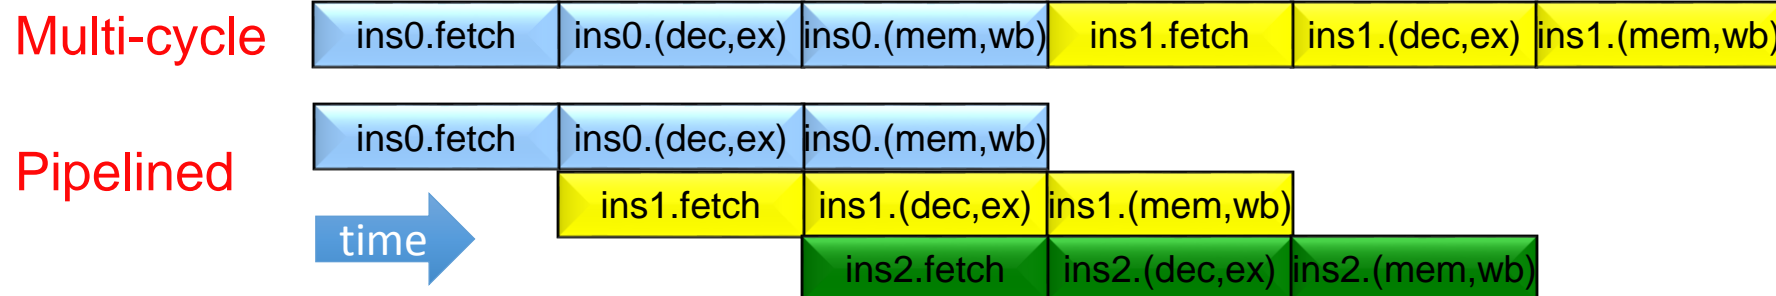 Multi-cycle ins0.fetch ins0.(dec,ex) ins0.(mem,wb) ins1.fetch ins1.(dec,ex) ins1.(mem,wb)
ins0.fetch ins0.(dec,ex) ins0.(mem,wb)
Pipelined
ins1.fetch ins1.(dec,ex) ins1.(mem,wb)
time
ins2.fetch ins2.(dec,ex) ins2.(mem,wb)